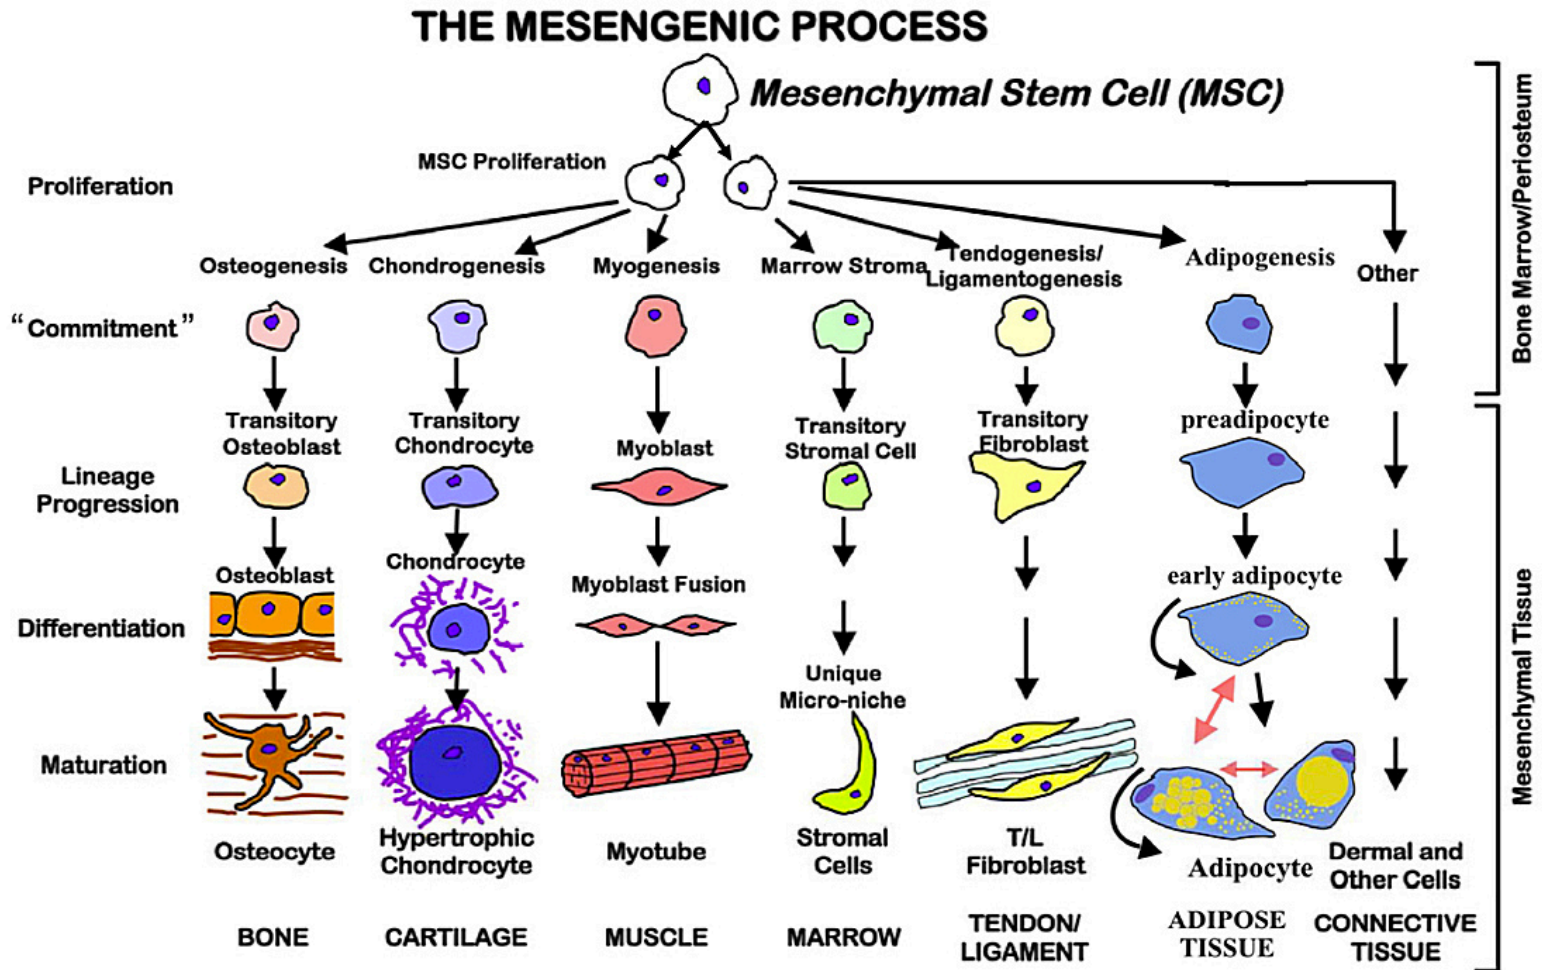 THE MESENGENIC PROCESS
Mesenchymal Stem Cell (MSC)
MSC Proliferation
Proliferation
Osteogenesis
Chondrogenesis
Myogenesis
Marrow Stroma
Tendogenesis/
Ligamentogenesis
Adipogenesis
Other
“Commitment”
Bone Marrow/Periosteum
Transitory
Osteoblast
Transitory
Chondrocyte
Myoblast
Transitory
Stromal Cell
Transitory
Fibroblast
preadipocyte
Lineage
Progression
Osteoblast
Chondrocyte
Myoblast Fusion
early adipocyte
Differentiation
Unique
Micro-niche
Maturation
Mesenchymal Tissue
Osteocyte
Hypertrophic
Chondrocyte
Myotube
Stromal
Cells
T/L
Fibroblast
Adipocyte
Dermal and
Other Cells
BONE
CARTILAGE
MUSCLE
MARROW
TENDON/
LIGAMENT
ADIPOSE
TISSUE
CONNECTIVE
TISSUE